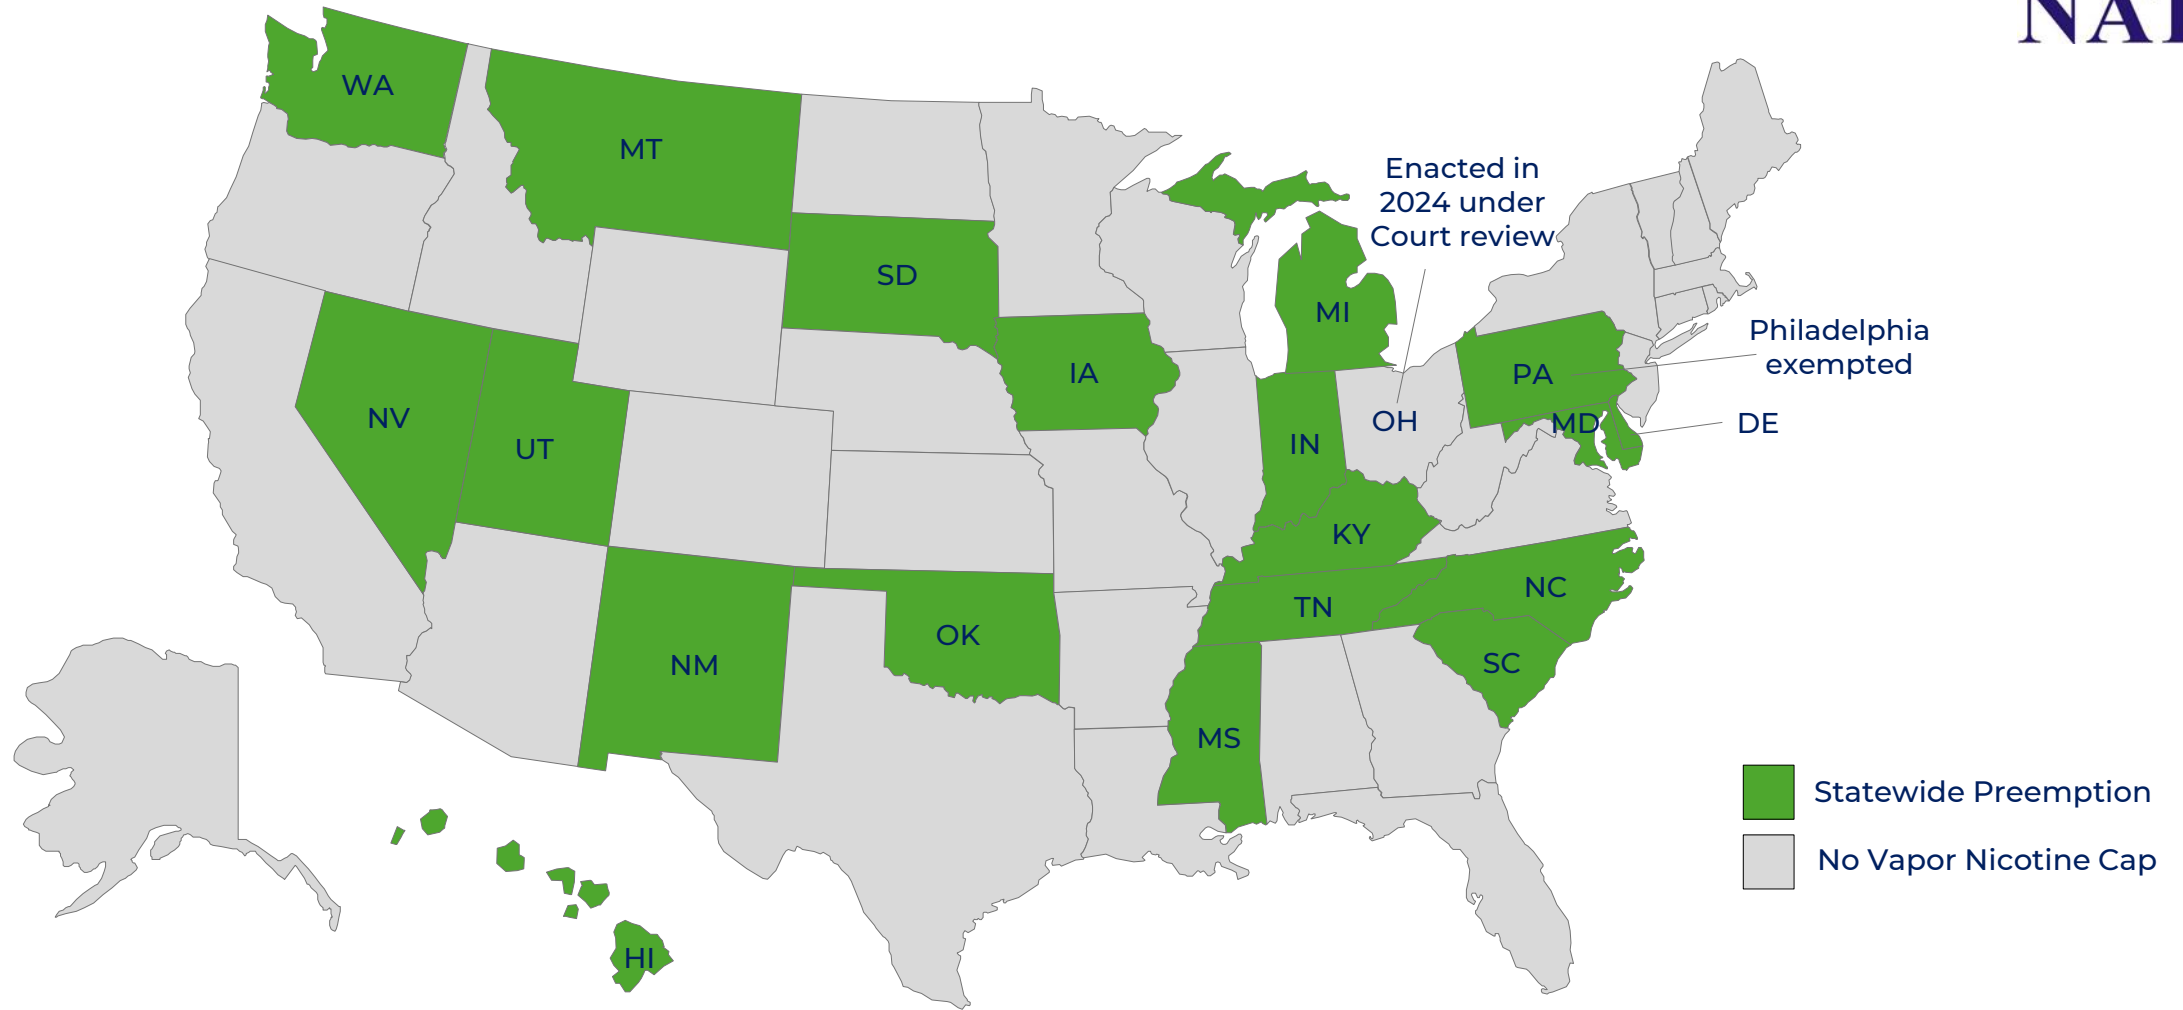 NAT
WA
MT
Enacted in
2024 under
Court review
SD
MI
Philadelphia
exempted
IA
PA
NV
OH
MD
DE
UT
IN
KY
NC
TN
OK
SC
NM
MS
Statewide Preemption
No Vapor Nicotine Cap
HI